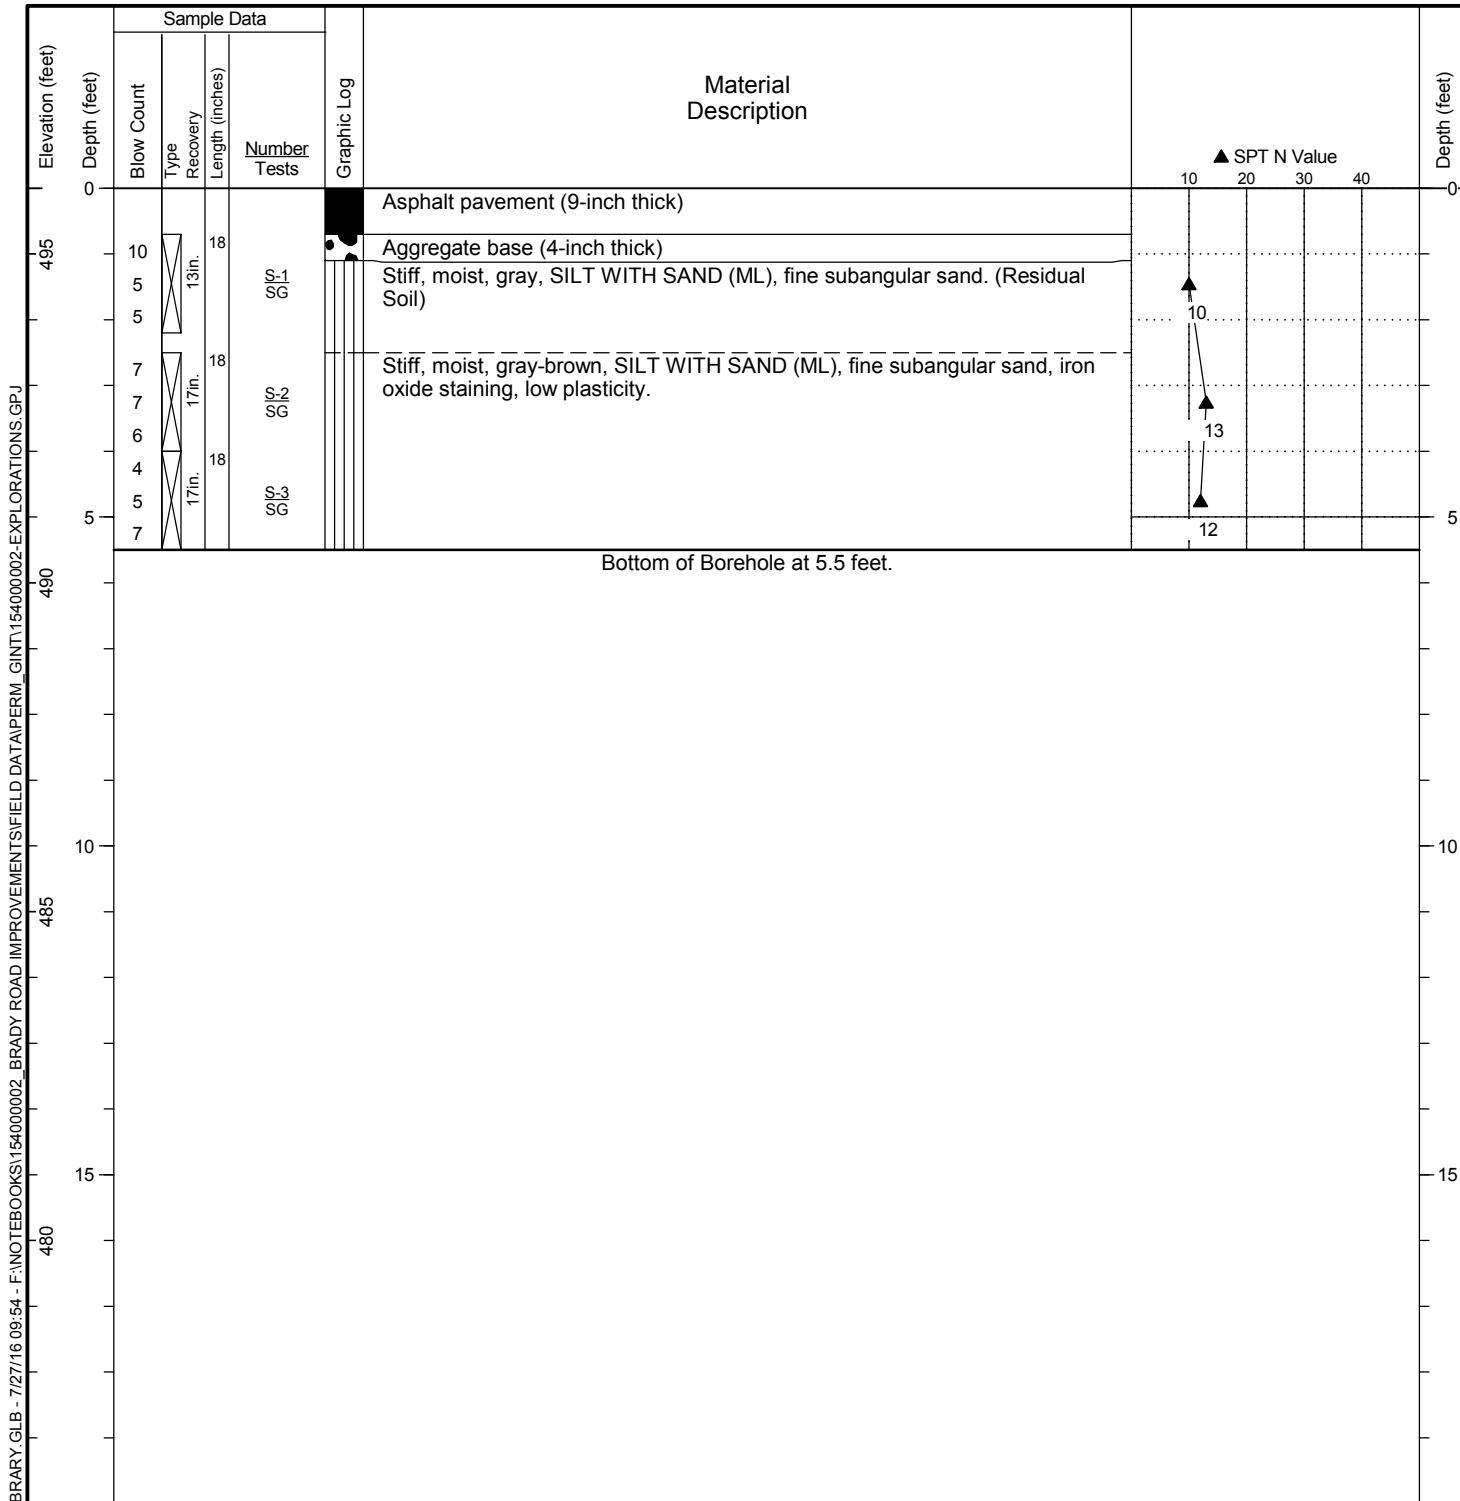 Sample Data
Elevation (feet)
Depth (feet)
Blow Count
Type
Recovery
Length (inches)
Number
Tests
Graphic Log
Material
Description
▲ SPT N Value
10 20 30 40
Depth (feet)
0
0
Asphalt pavement (9-inch thick)
Aggregate base (4-inch thick)
495
10
5
5
13in.
18
S-1
SG
Stiff, moist, gray, SILT WITH SAND (ML), fine subangular sand. (Residual
Soil)
10
7
7
6
17in.
18
S-2
SG
Stiff, moist, gray-brown, SILT WITH SAND (ML), fine subangular sand, iron
oxide staining, low plasticity.
13
4
5
7
17in.
18
S-3
SG
12
5
5
Bottom of Borehole at 5.5 feet.
490
10
10
485
15
15
480
BRARY.GLB - 7/27/16 09:54 - F:\NOTEBOOKS\154000002_BRADY ROAD IMPROVEMENTS\FIELD DATA\PERM_GINT\154000002-EXPLORATIONS.GPJ